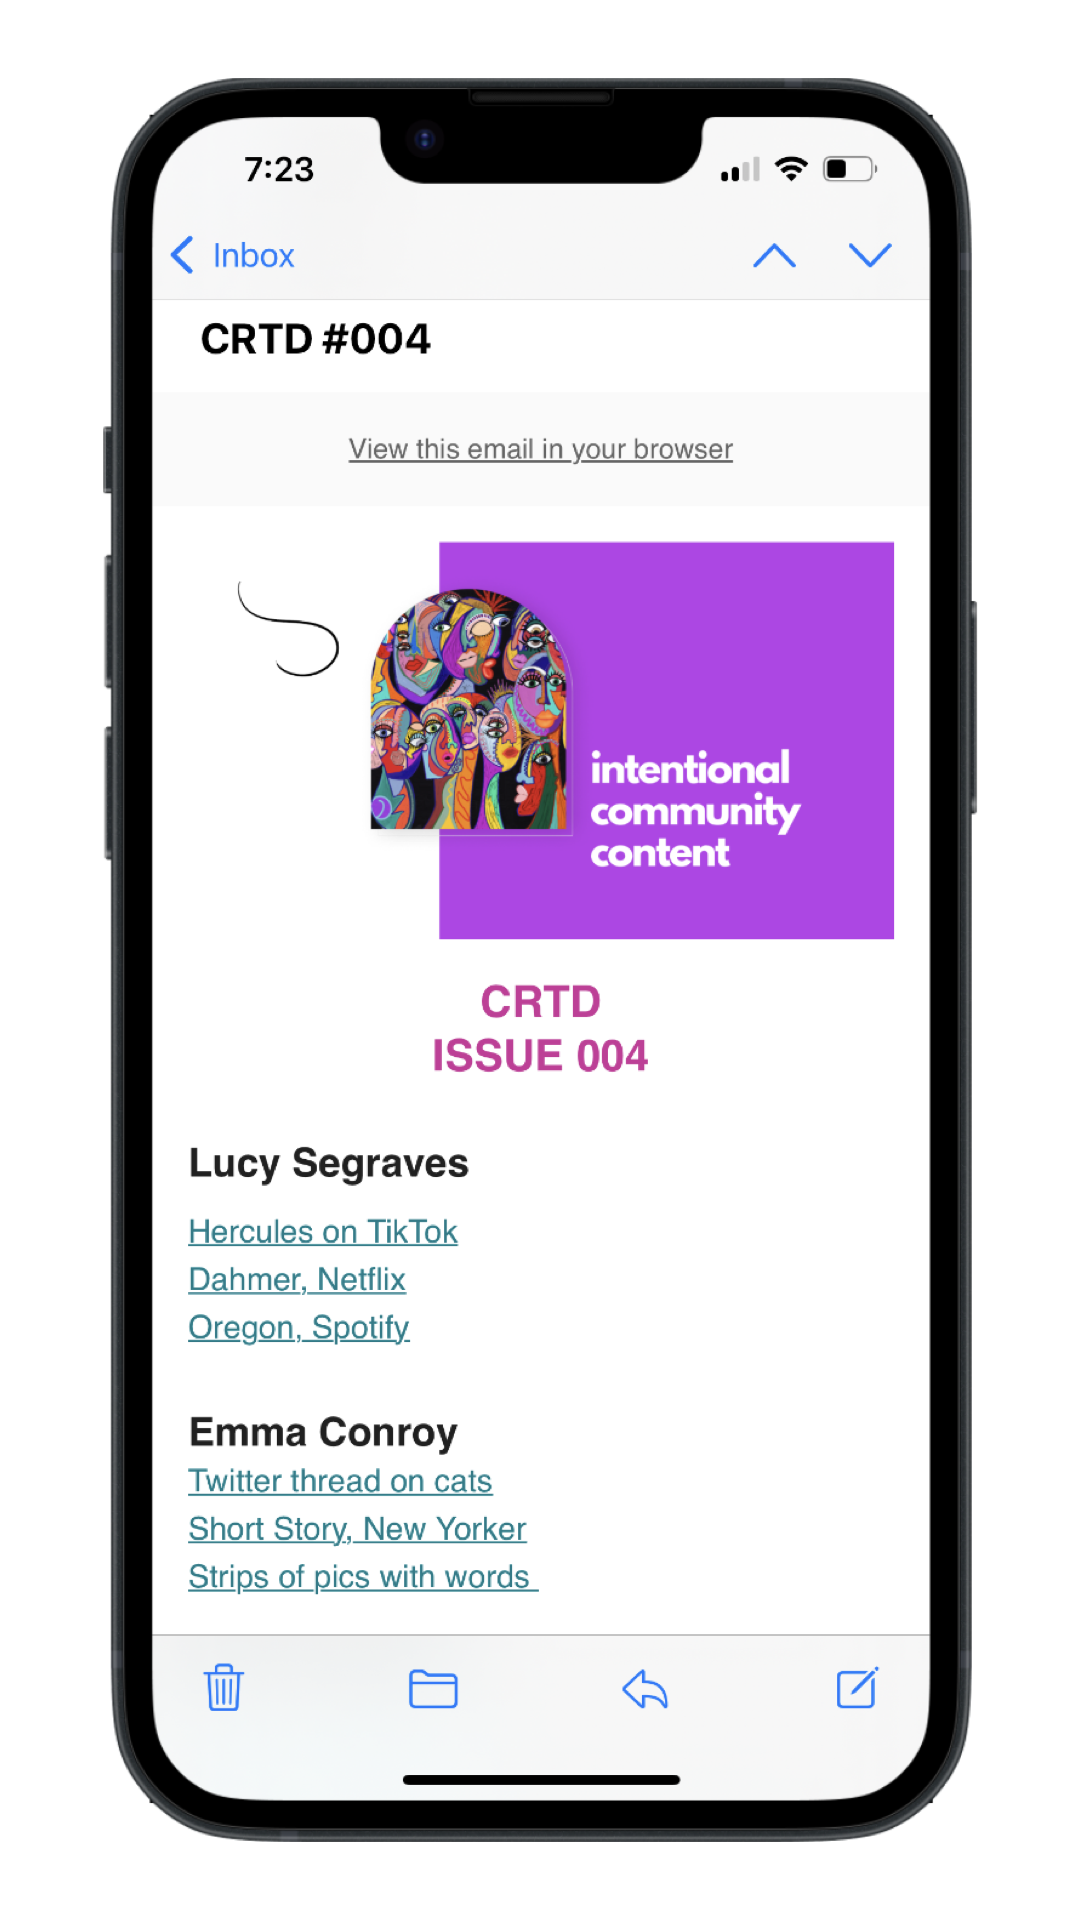 7:23
Inbox
CRTD #004
View this email in your browser
intentional
community
content
CRTD
ISSUE 004
Lucy Segraves
Hercules on TikTok
Dahmer, Netflix
Oregon, Spotify
Emma Conroy
Twitter thread on cats
Short Story, New Yorker
Strips of pics with words